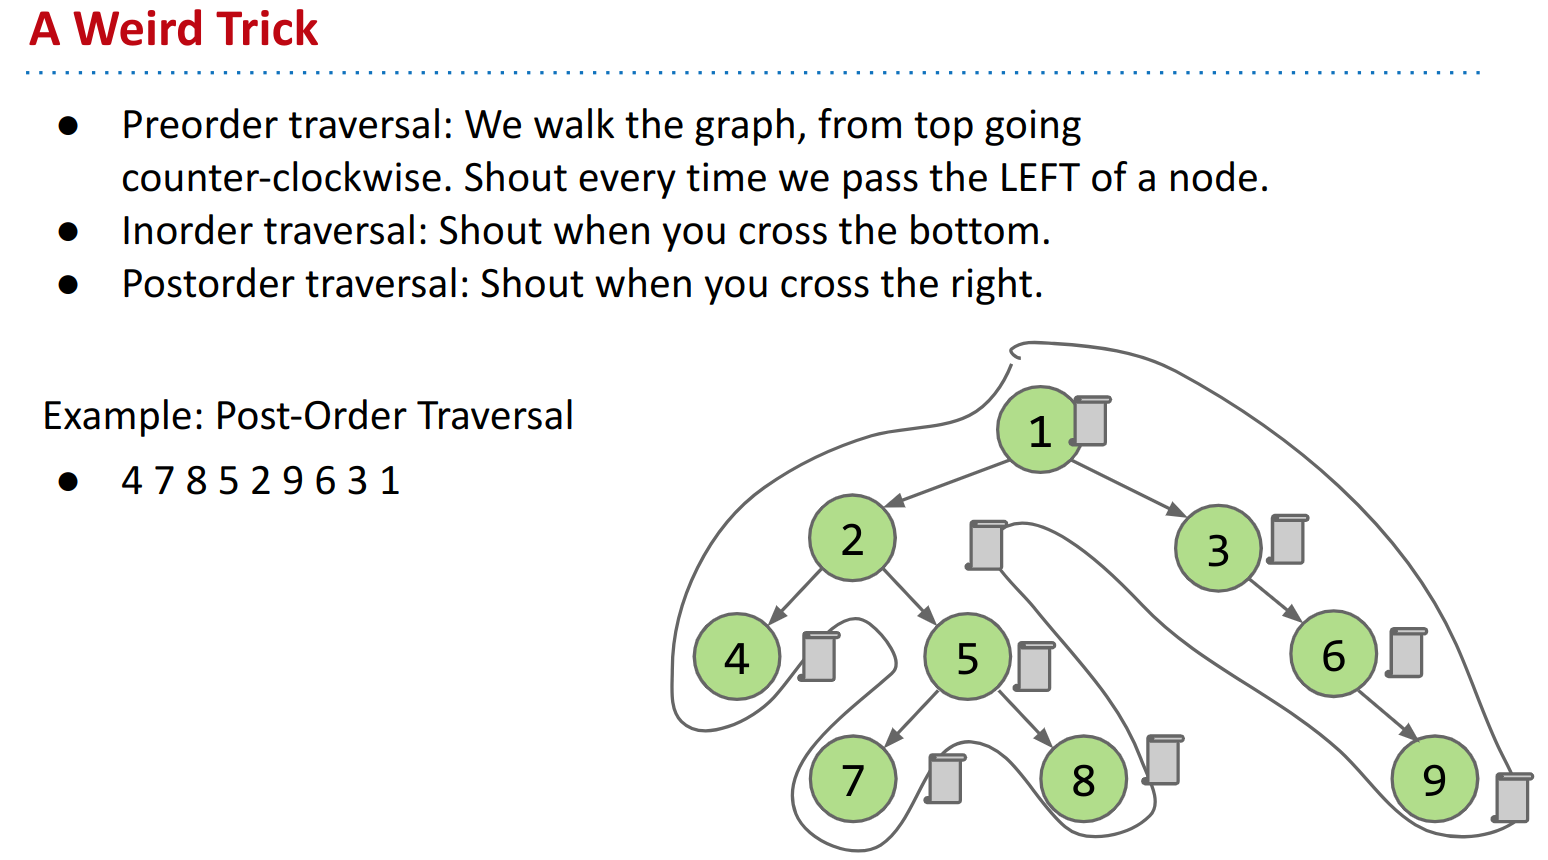 A Weird Trick
● Preorder traversal: We walk the graph, from top going
counter-clockwise. Shout every time we pass the LEFT of a node.
● Inorder traversal: Shout when you cross the bottom.
● Postorder traversal: Shout when you cross the right.
Example: Post-Order Traversal
● 4 7 8 5 2 9 6 3 1
1
2
3
4
5
6
7
8
9